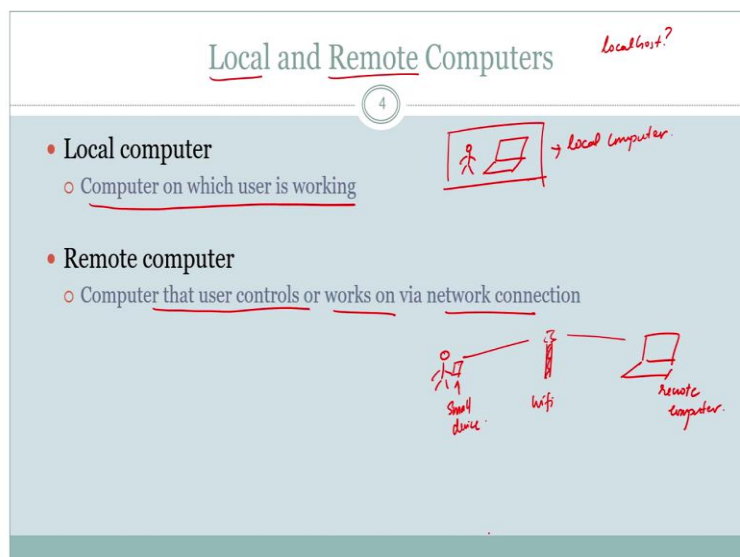 localhost?
Local and Remote Computers
4
• Local computer
→ local computer.
○ Computer on which user is working
• Remote computer
○ Computer that user controls or works on via network connection
small
device.
wifi
remote
computer.